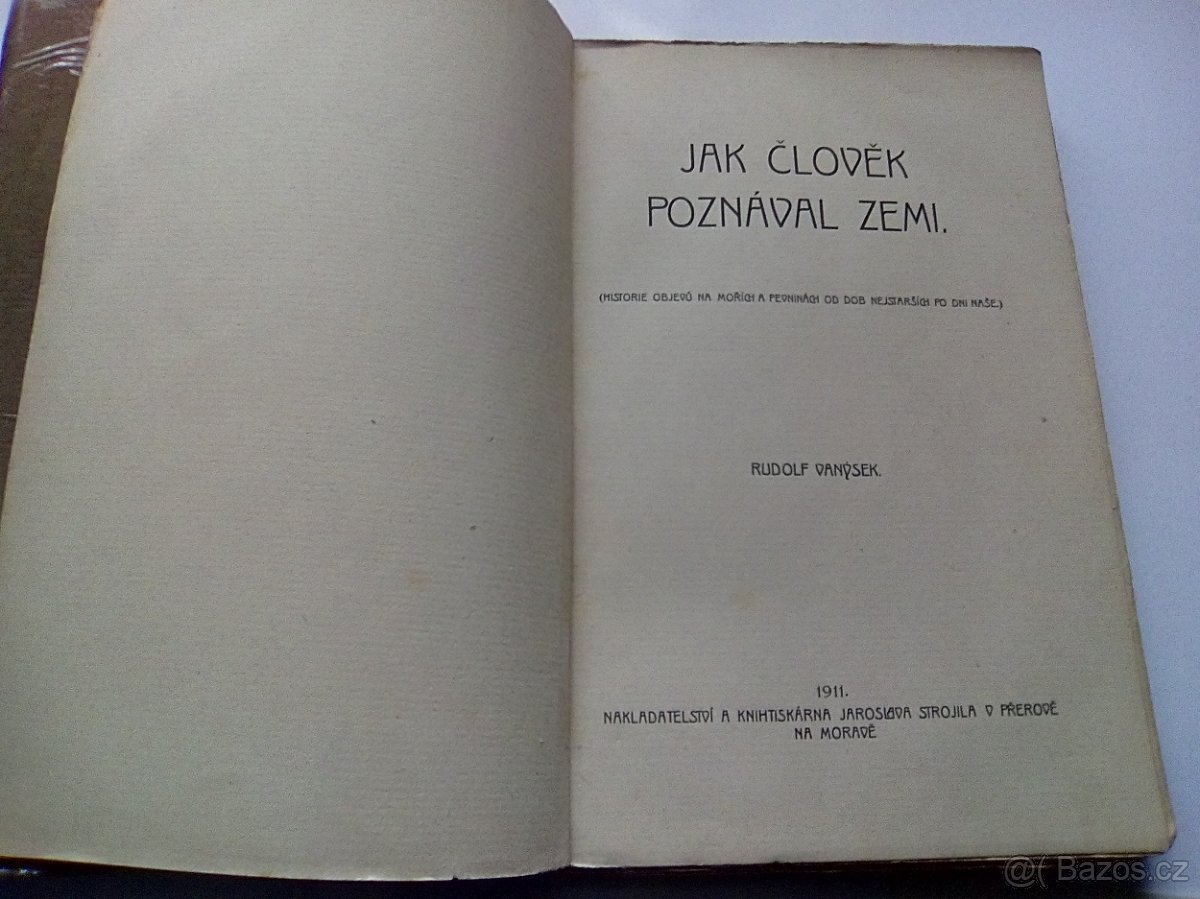 JAK ČLOVĚK
POZNÁVAL ZEMI.
(HISTORIE OBJEVŮ NA MOŘÍCH A PEVNINÁCH OD DOB NEJSTARŠÍCH PO DNI NAŠE.)
RUDOLF VANÝSEK.
1911.
NAKLADATELSTVÍ A KNIHTISKÁRNA JAROSLAVA STROJILA V PŘEROVĚ
NA MORAVĚ
@( Bazos.cz